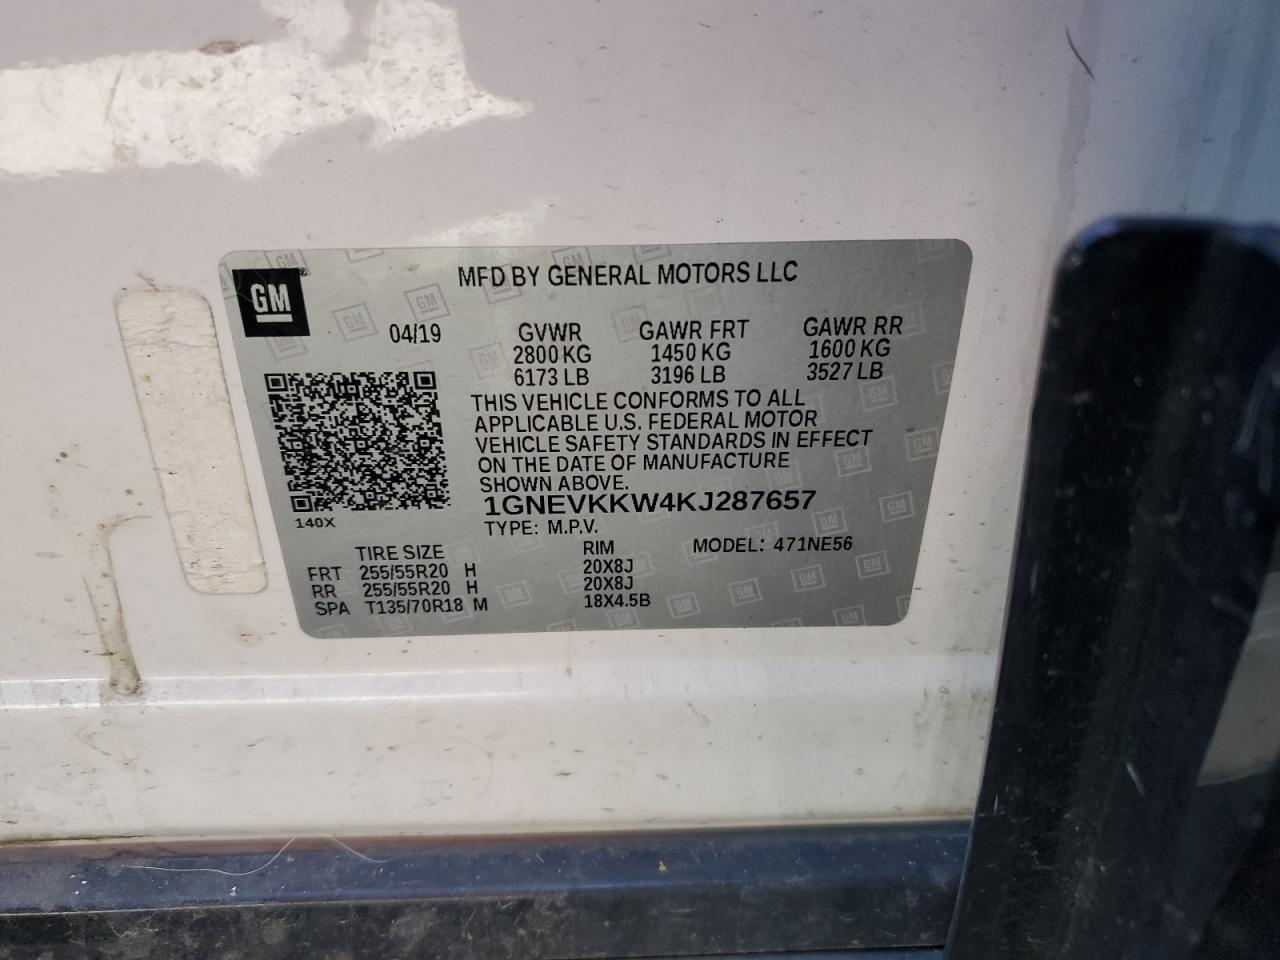 GM
MFD BY GENERAL MOTORS LLC
04/19 GVWR GAWR FRT GAWR RR
2800 KG 1450 KG 1600 KG
6173 LB 3196 LB 3527 LB
THIS VEHICLE CONFORMS TO ALL
APPLICABLE U.S. FEDERAL MOTOR
VEHICLE SAFETY STANDARDS IN EFFECT
ON THE DATE OF MANUFACTURE
SHOWN ABOVE.
1GNEVKKW4KJ287657
140X
TYPE: M.P.V.
TIRE SIZE RIM MODEL: 471NE56
FRT 255/55R20 H 20X8J
RR 255/55R20 H 20X8J
SPA T135/70R18 M 18X4.5B